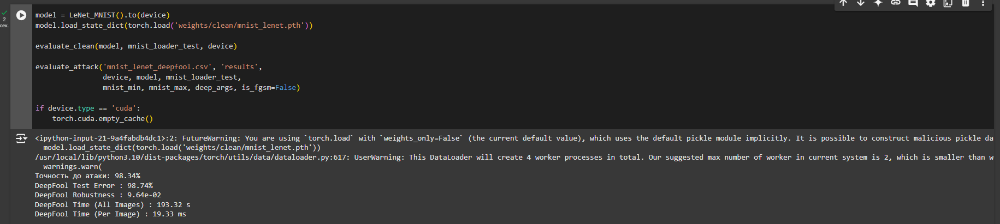 2
сек.
model = LeNet_MNIST().to(device)
model.load_state_dict(torch.load('weights/clean/mnist_lenet.pth'))
evaluate_clean(model, mnist_loader_test, device)
evaluate_attack('mnist_lenet_deepfool.csv', 'results',
device, model, mnist_loader_test,
mnist_min, mnist_max, deep_args, is_fgsm=False)
if device.type == 'cuda':
torch.cuda.empty_cache()
<ipython-input-21-9a4fabdb4dc1>:2: FutureWarning: You are using `torch.load` with `weights_only=False` (the current default value), which uses the default pickle module implicitly. It is possible to construct malicious pickle da
model.load_state_dict(torch.load('weights/clean/mnist_lenet.pth'))
/usr/local/lib/python3.10/dist-packages/torch/utils/data/dataloader.py:617: UserWarning: This DataLoader will create 4 worker processes in total. Our suggested max number of worker in current system is 2, which is smaller than w
warnings.warn(
Точность до атаки: 98.34%
DeepFool Test Error : 98.74%
DeepFool Robustness : 9.64e-02
DeepFool Time (All Images) : 193.32 s
DeepFool Time (Per Image) : 19.33 ms